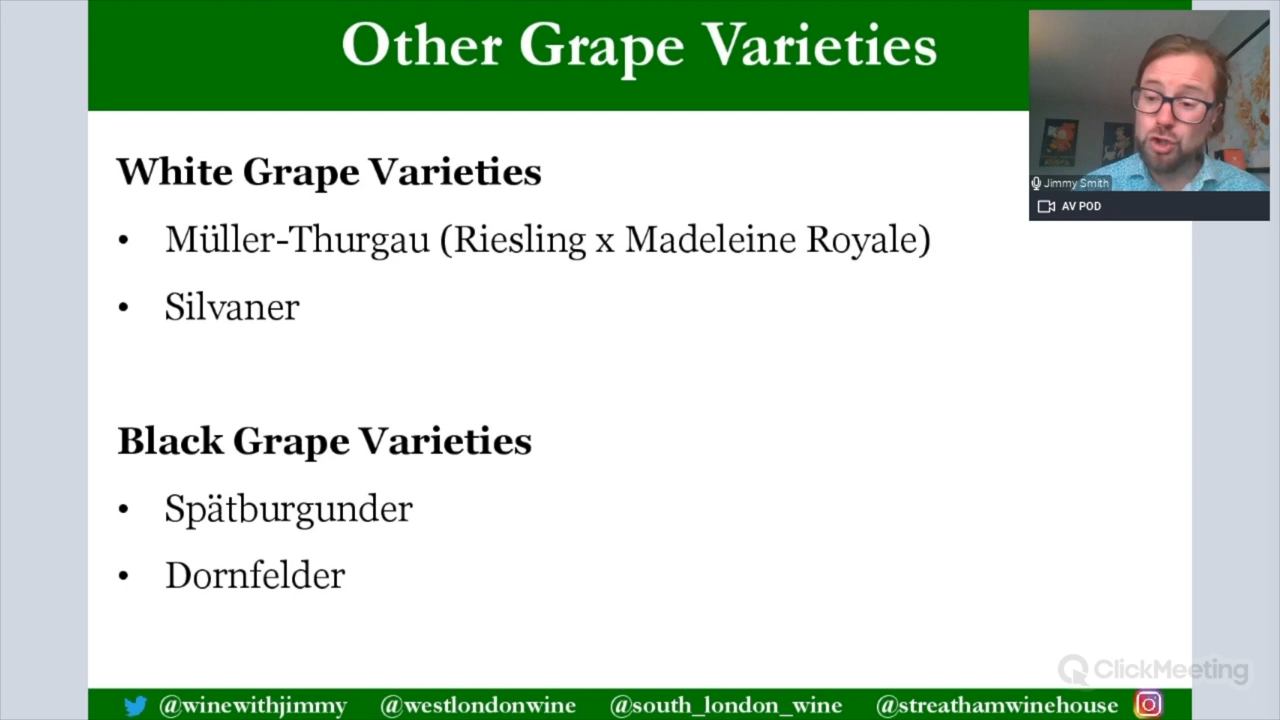 Other Grape Varieties
White Grape Varieties
• Müller-Thurgau (Riesling x Madeleine Royale)
• Silvaner
Black Grape Varieties
• Spätburgunder
• Dornfelder
Jimmy Smith
AV POD
ClickMeeting
@winewithjimmy @westlondonwine @south_london_wine @streathamwinehouse